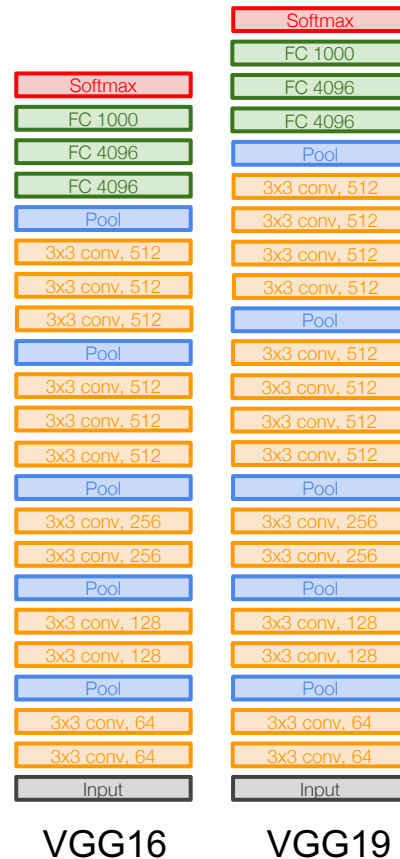 Softmax
FC 1000
FC 4096
FC 4096
Pool
3x3 conv, 512
3x3 conv, 512
3x3 conv, 512
Pool
3x3 conv, 512
3x3 conv, 512
3x3 conv, 512
Pool
3x3 conv, 256
3x3 conv, 256
Pool
3x3 conv, 128
3x3 conv, 128
Pool
3x3 conv, 64
3x3 conv, 64
Input
VGG16
Softmax
FC 1000
FC 4096
FC 4096
Pool
3x3 conv, 512
3x3 conv, 512
3x3 conv, 512
3x3 conv, 512
Pool
3x3 conv, 512
3x3 conv, 512
3x3 conv, 512
3x3 conv, 512
Pool
3x3 conv, 256
3x3 conv, 256
Pool
3x3 conv, 128
3x3 conv, 128
Pool
3x3 conv, 64
3x3 conv, 64
Input
VGG19